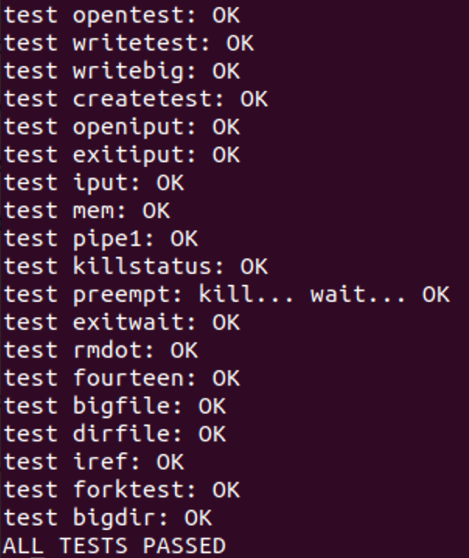 test opentest: OK
test writetest: OK
test writebig: OK
test createtest: OK
test openiput: OK
test exitiput: OK
test iput: OK
test mem: OK
test pipe1: OK
test killstatus: OK
test preempt: kill... wait... OK
test exitwait: OK
test rmdot: OK
test fourteen: OK
test bigfile: OK
test dirfile: OK
test iref: OK
test forktest: OK
test bigdir: OK
ALL TESTS PASSED